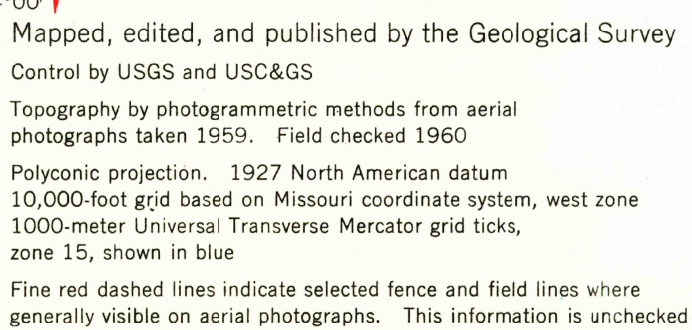 Mapped, edited, and published by the Geological Survey
Control by USGS and USC&GS
Topography by photogrammetric methods from aerial
photographs taken 1959. Field checked 1960
Polyconic projection. 1927 North American datum
10,000-foot grid based on Missouri coordinate system, west zone
1000-meter Universal Transverse Mercator grid ticks,
zone 15, shown in blue
Fine red dashed lines indicate selected fence and field lines where
generally visible on aerial photographs. This information is unchecked